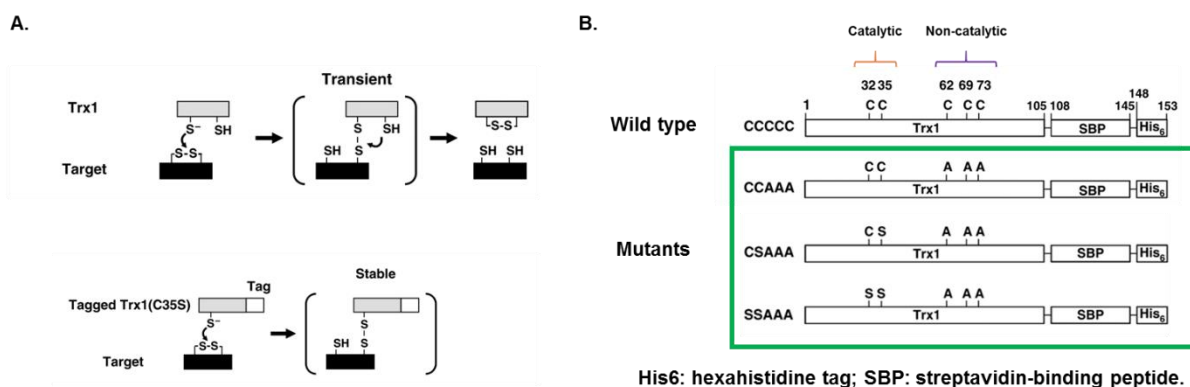 A.
Transient
Trx1
S⁻ SH
S-S
Target
S SH
SH S
S-S
SH SH
Stable
Tag
Tagged Trx1(C35S)
S⁻
S-S
Target
S
SH S
B.
Catalytic Non-catalytic
32 35 62 69 73 148
1 C C C C C 105 108 145 153
Wild type CCCCC Trx1 SBP His₆
C C A A A
CCAAA Trx1 SBP His₆
C S A A A
Mutants CSAAA Trx1 SBP His₆
S S A A A
SSAAA Trx1 SBP His₆
His6: hexahistidine tag; SBP: streptavidin-binding peptide.